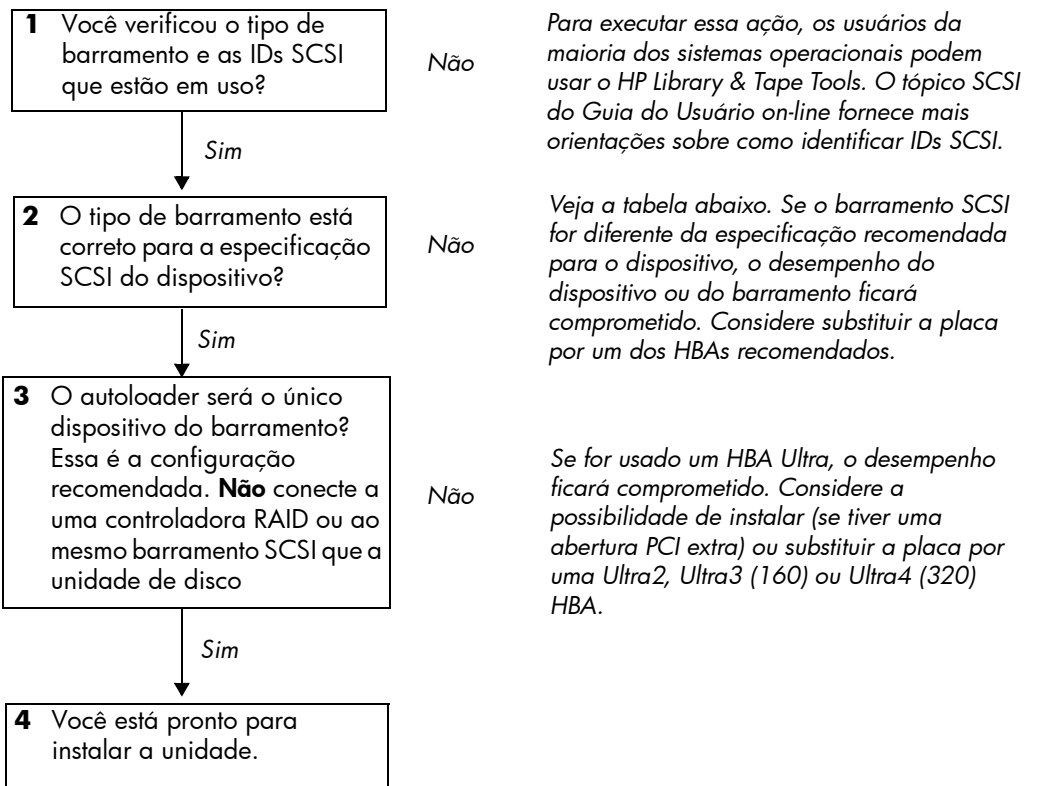 1 Você verificou o tipo de
barramento e as IDs SCSI
que estão em uso?
Não
Para executar essa ação, os usuários da
maioria dos sistemas operacionais podem
usar o HP Library & Tape Tools. O tópico SCSI
do Guia do Usuário on-line fornece mais
orientações sobre como identificar IDs SCSI.
Sim
2 O tipo de barramento está
correto para a especificação
SCSI do dispositivo?
Não
Veja a tabela abaixo. Se o barramento SCSI
for diferente da especificação recomendada
para o dispositivo, o desempenho do
dispositivo ou do barramento ficará
comprometido. Considere substituir a placa
por um dos HBAs recomendados.
Sim
3 O autoloader será o único
dispositivo do barramento?
Essa é a configuração
recomendada. Não conecte a
uma controladora RAID ou ao
mesmo barramento SCSI que a
unidade de disco
Não
Se for usado um HBA Ultra, o desempenho
ficará comprometido. Considere a
possibilidade de instalar (se tiver uma
abertura PCI extra) ou substituir a placa por
uma Ultra2, Ultra3 (160) ou Ultra4 (320)
HBA.
Sim
4 Você está pronto para
instalar a unidade.